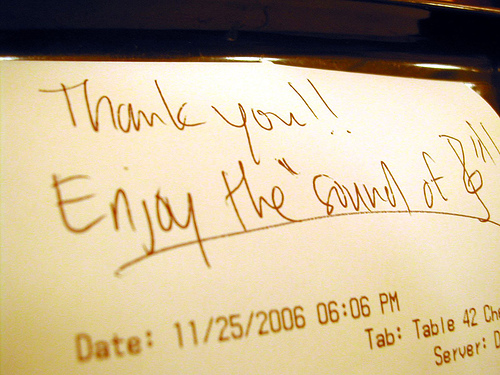 Thank you!!
Enjoy the "sound of
Date: 11/25/2006 06:06 PM
Tab: Table 42
Server: